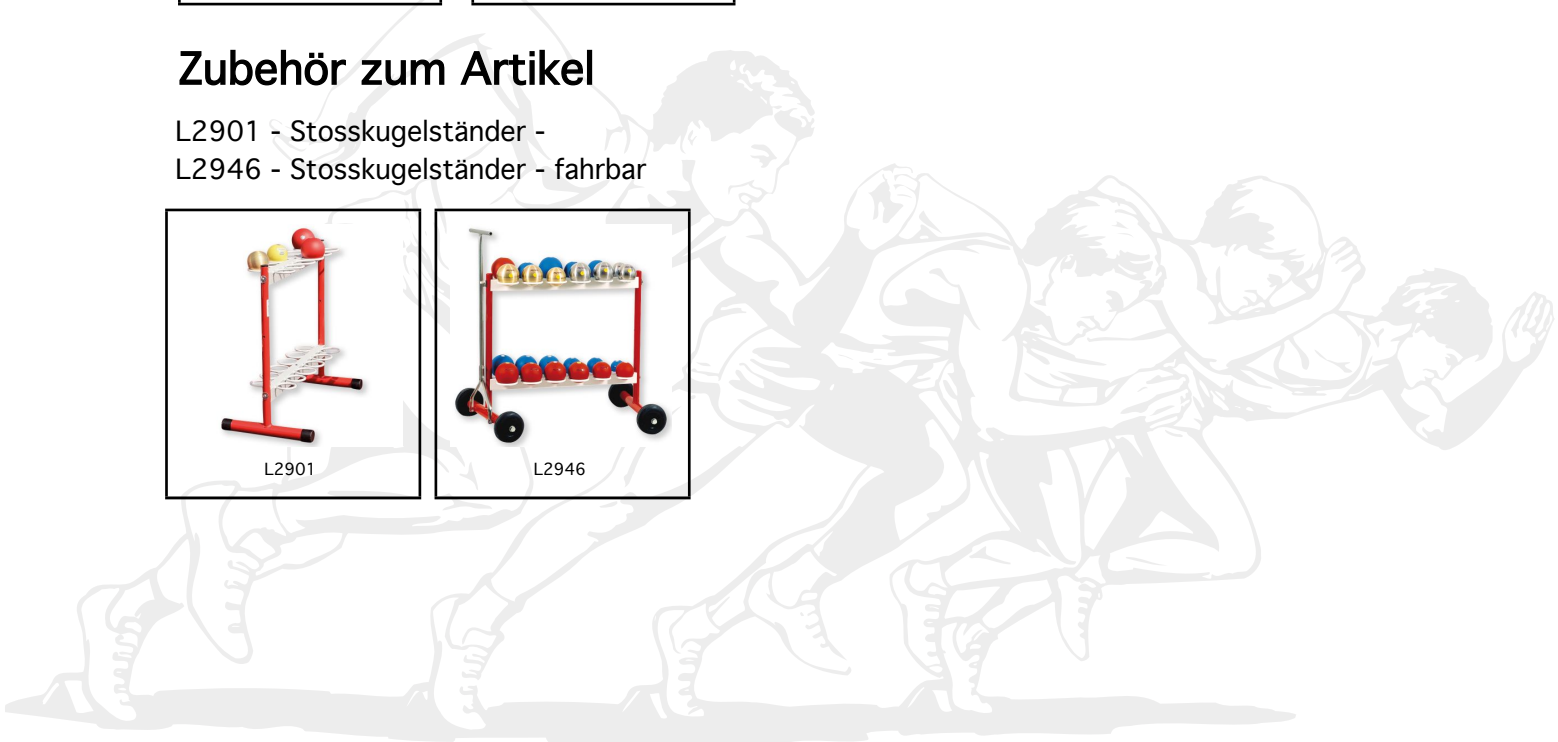 Zubehör zum Artikel
L2901 - Stosskugelständer -
L2946 - Stosskugelständer - fahrbar
L2901
L2946